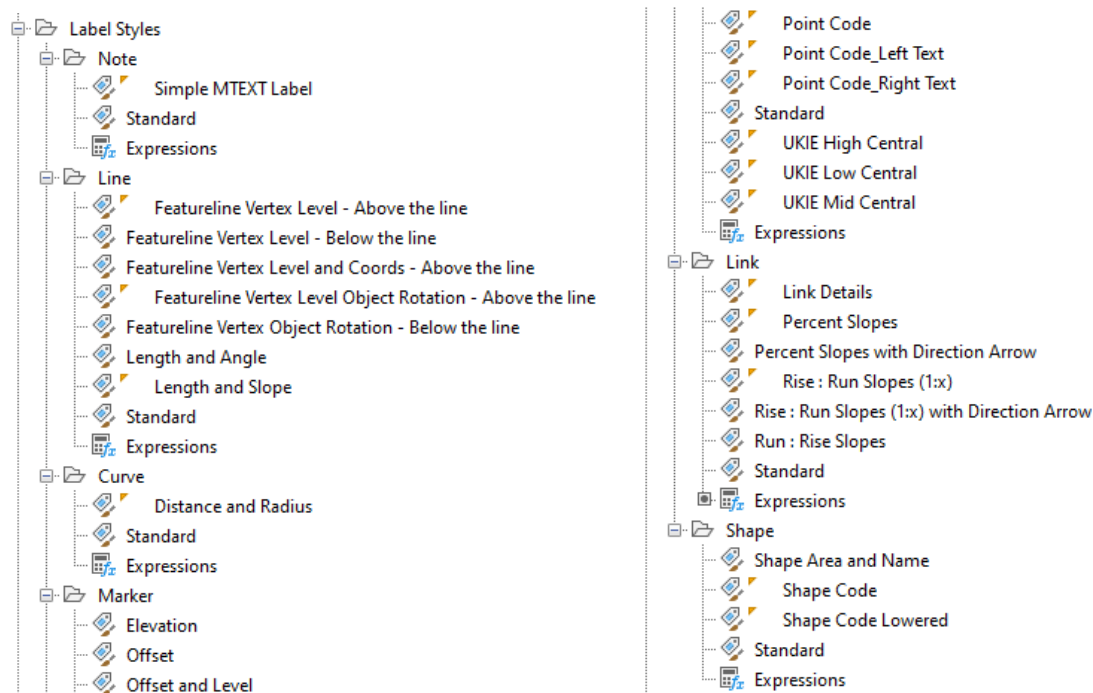 Label Styles
Note
Simple MTEXT Label
Standard
Expressions
Line
Featureline Vertex Level - Above the line
Featureline Vertex Level - Below the line
Featureline Vertex Level and Coords - Above the line
Featureline Vertex Level Object Rotation - Above the line
Featureline Vertex Object Rotation - Below the line
Length and Angle
Length and Slope
Standard
Expressions
Curve
Distance and Radius
Standard
Expressions
Marker
Elevation
Offset
Offset and Level
Point Code
Point Code_Left Text
Point Code_Right Text
Standard
UKIE High Central
UKIE Low Central
UKIE Mid Central
Expressions
Link
Link Details
Percent Slopes
Percent Slopes with Direction Arrow
Rise : Run Slopes (1:x)
Rise : Run Slopes (1:x) with Direction Arrow
Run : Rise Slopes
Standard
Expressions
Shape
Shape Area and Name
Shape Code
Shape Code Lowered
Standard
Expressions